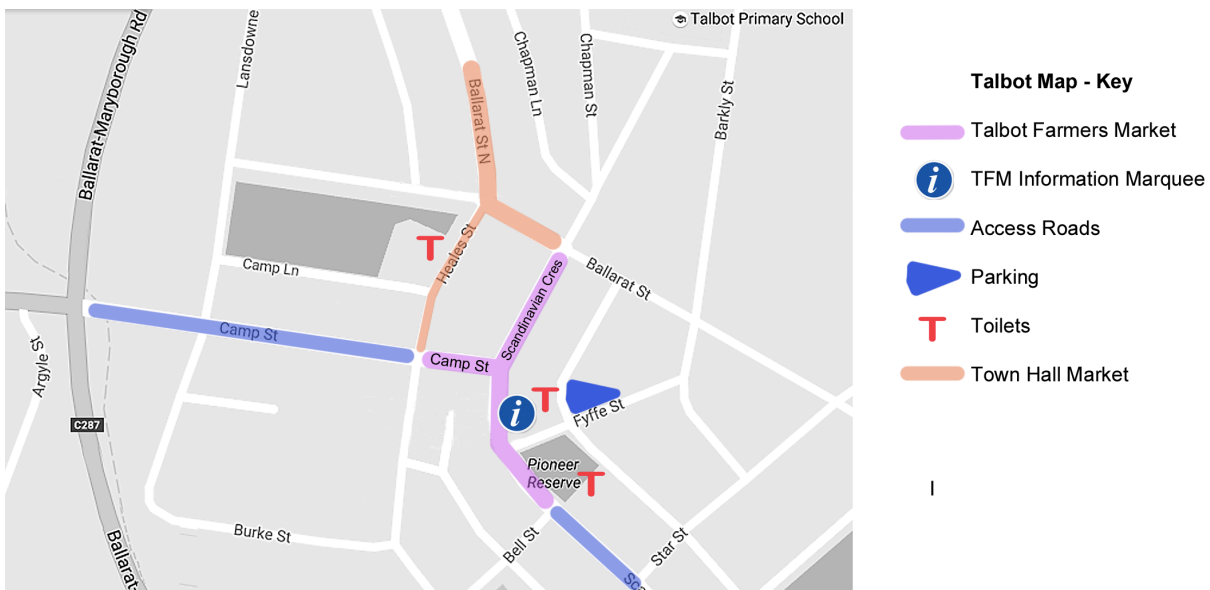 Talbot Primary School
Ballarat-Maryborough Rd
Lansdowne
Chapman Ln
Chapman St
Barkly St
Ballarat St N
Heales St
Camp Ln
Scandinavian Cres
Ballarat St
Camp St
Camp St
Argyle St
C287
i
T
T
T
Fyffe St
Pioneer
Reserve
Burke St
Bell St
Star St
Sca
Ballarat-
Talbot Map - Key
Talbot Farmers Market
i
TFM Information Marquee
Access Roads
Parking
T
Toilets
Town Hall Market
I